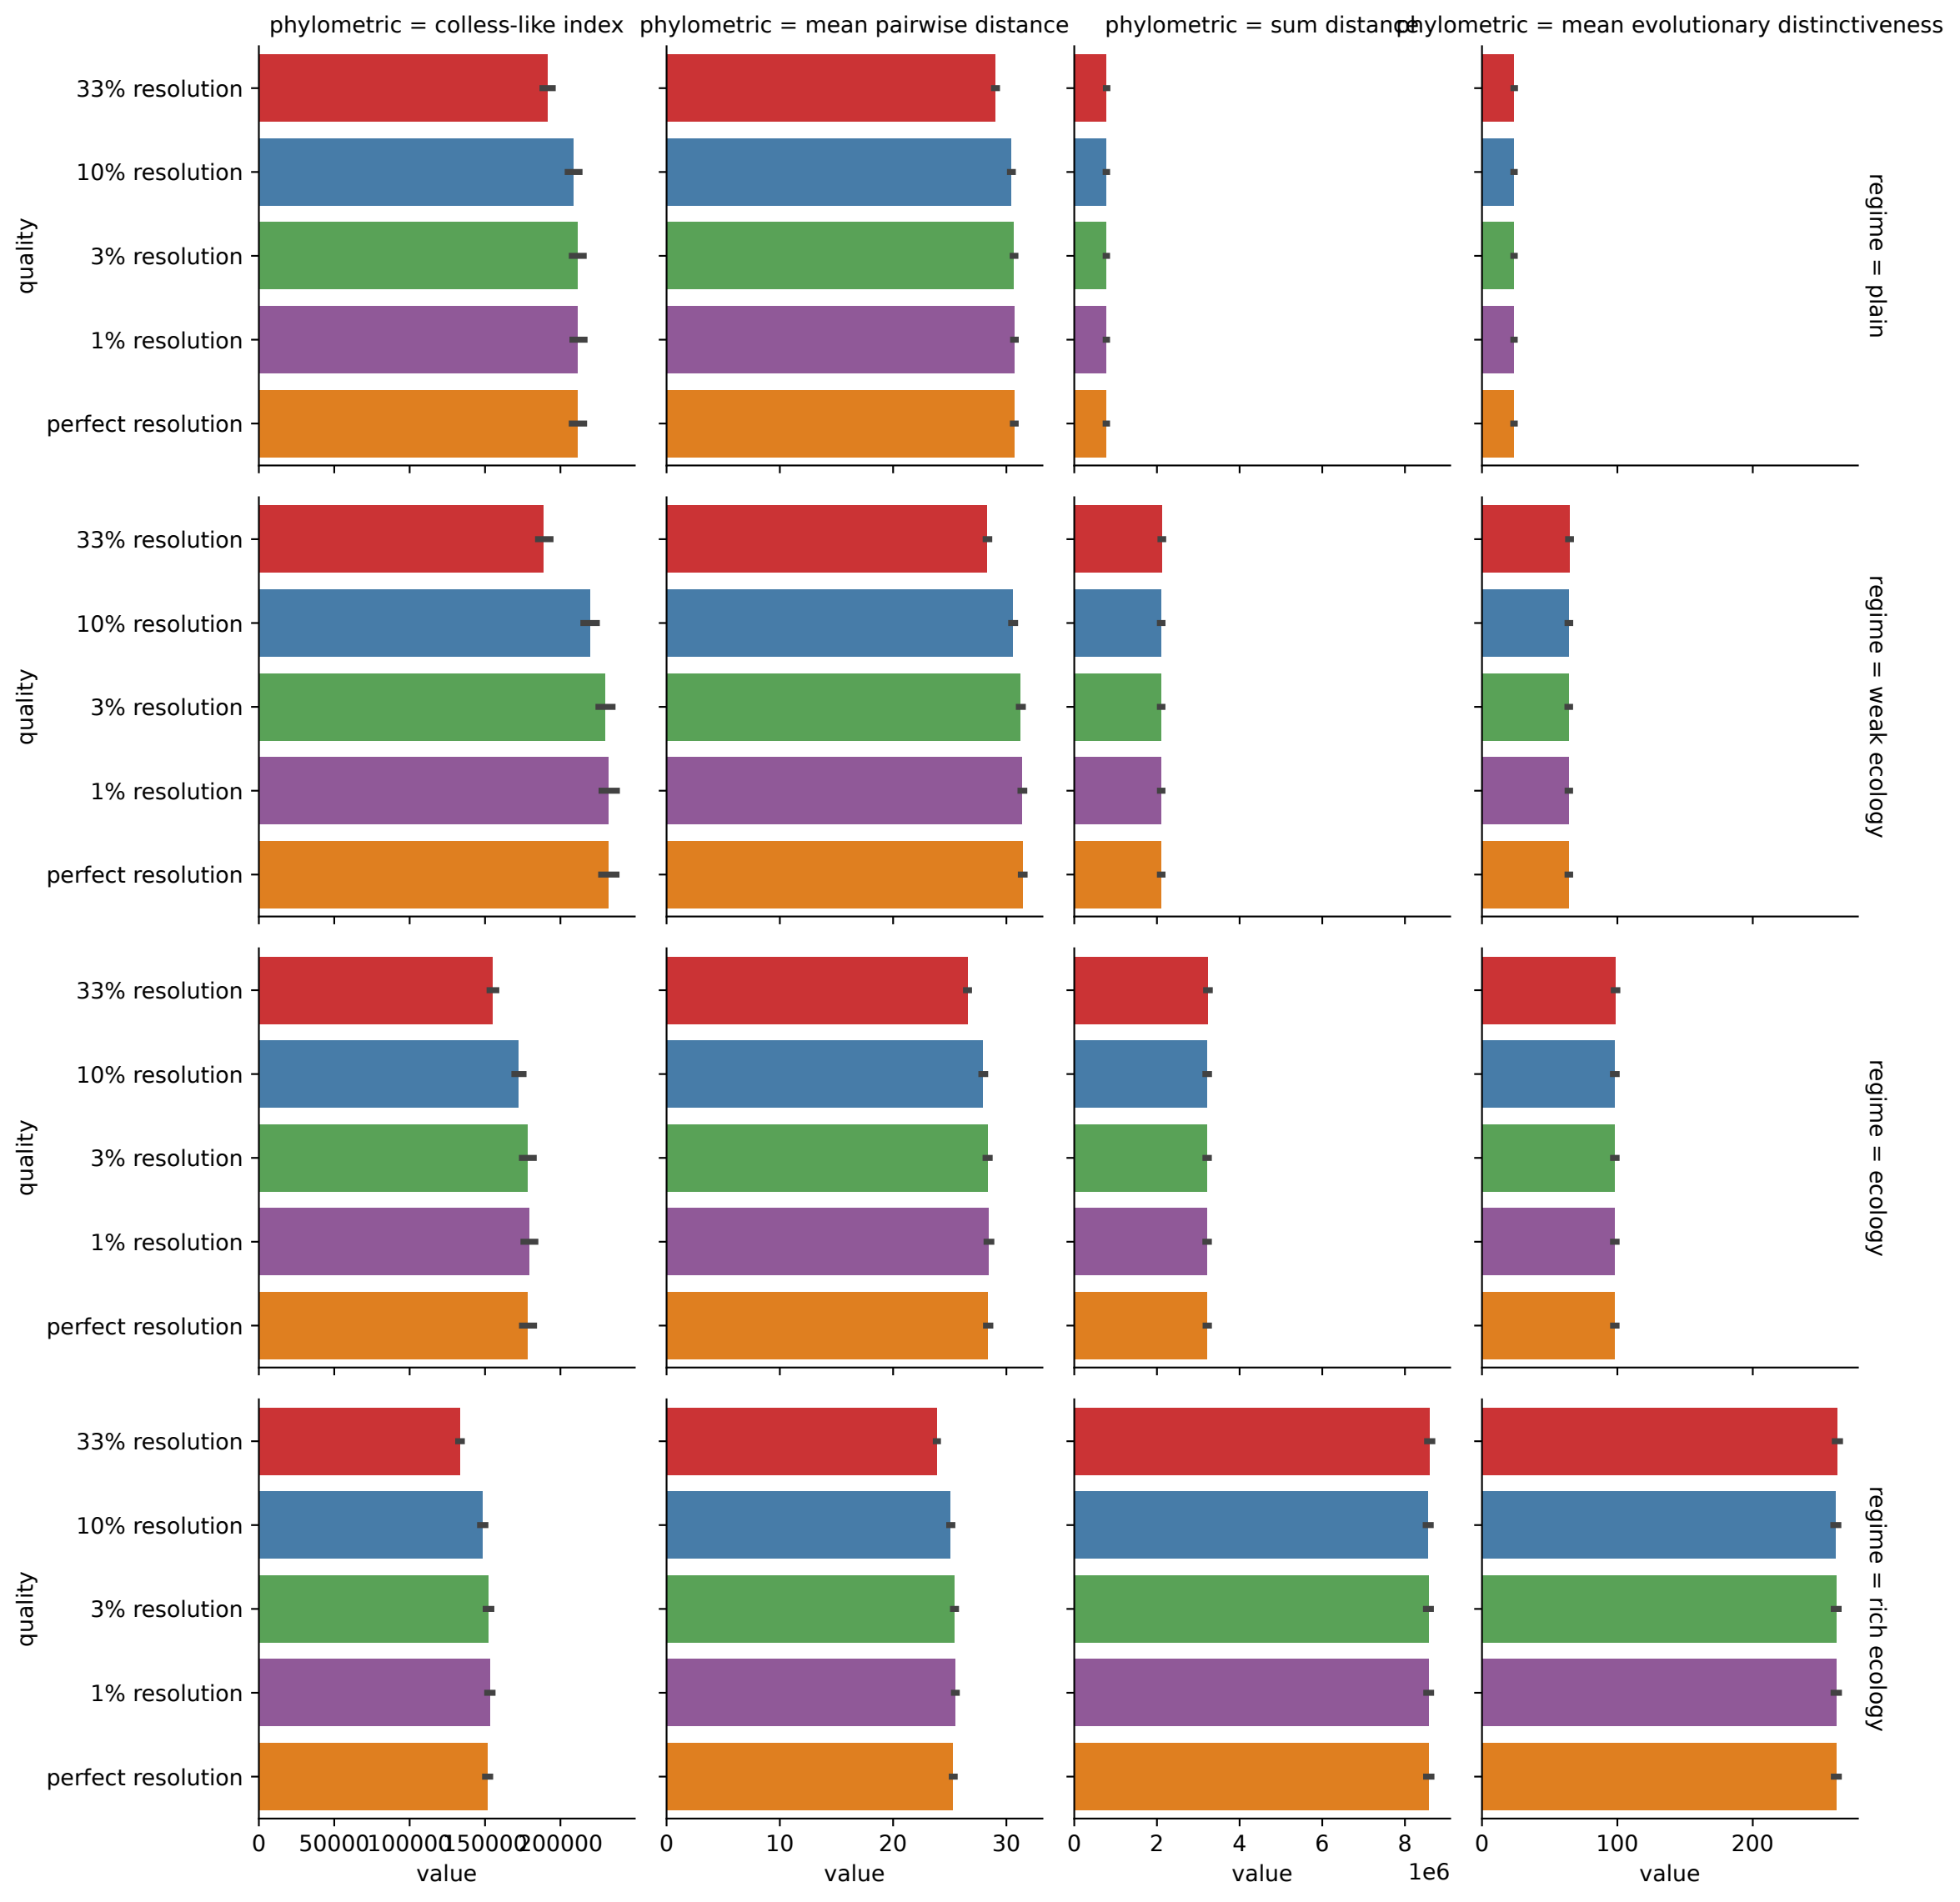 phylometric = colless-like index
phylometric = mean pairwise distance
phylometric = sum distance
phylometric = mean evolutionary distinctiveness
quality
33% resolution
10% resolution
3% resolution
1% resolution
perfect resolution
regime = plain
quality
33% resolution
10% resolution
3% resolution
1% resolution
perfect resolution
regime = weak ecology
quality
33% resolution
10% resolution
3% resolution
1% resolution
perfect resolution
regime = ecology
quality
33% resolution
10% resolution
3% resolution
1% resolution
perfect resolution
regime = rich ecology
0 50000 100000 150000 200000
value
0 10 20 30
value
0 2 4 6 8
1e6
value
0 100 200
value